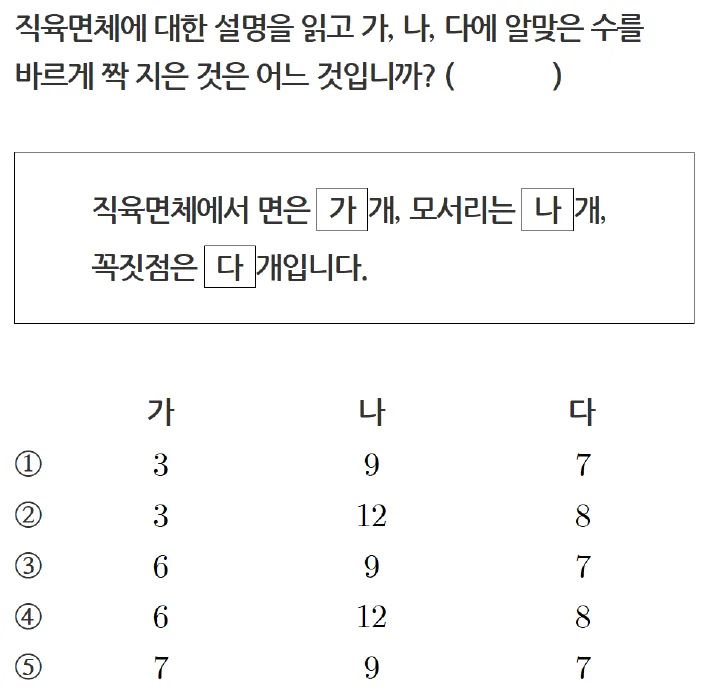 직육면체에 대한 설명을 읽고 가, 나, 다에 알맞은 수를
바르게 짝 지은 것은 어느 것입니까? (          )
직육면체에서 면은 가 개, 모서리는 나 개,
꼭짓점은 다 개입니다.
가 나 다
① 3 9 7
② 3 12 8
③ 6 9 7
④ 6 12 8
⑤ 7 9 7